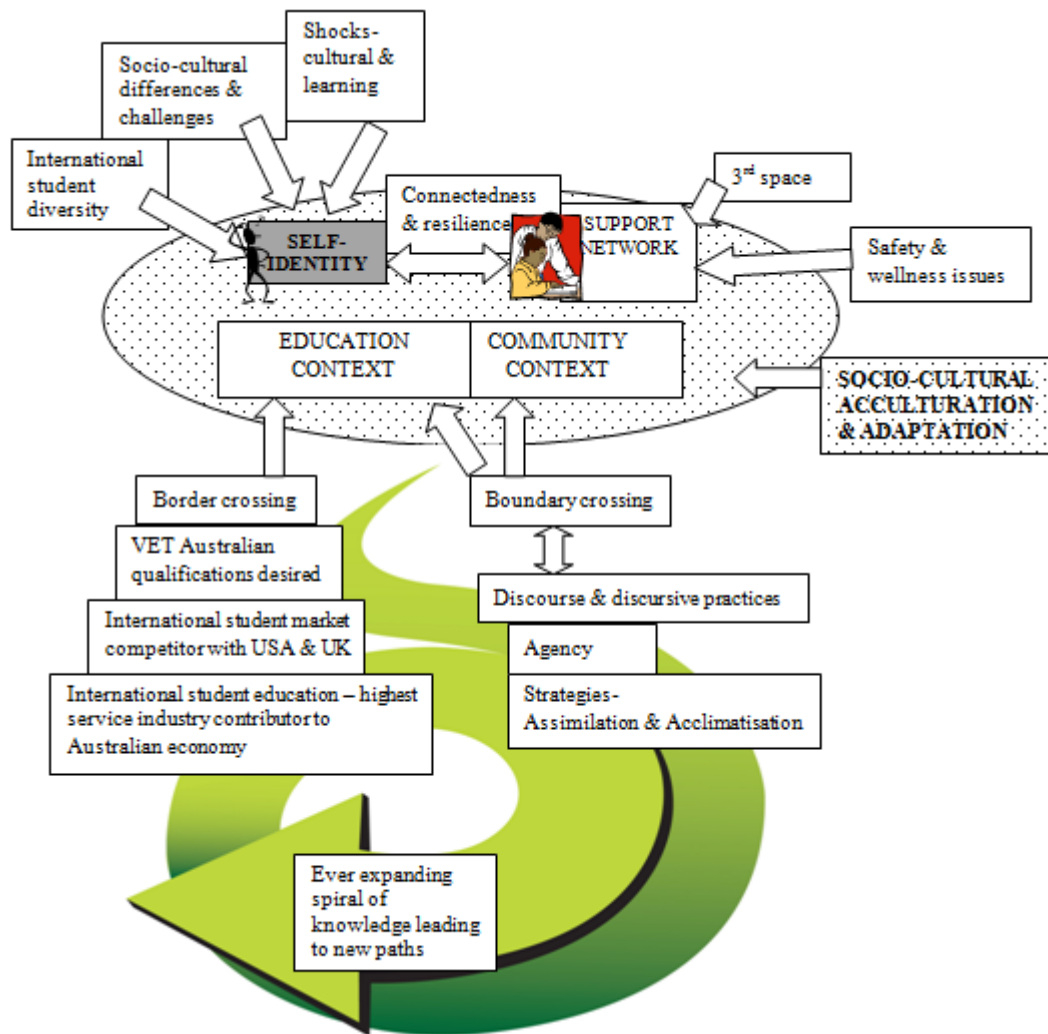 Shocks-
cultural &
learning
Socio-cultural
differences &
challenges
International
student
diversity
Connectedness
& resilience
3rd space
SELF-
IDENTITY
SUPPORT
NETWORK
Safety &
wellness issues
EDUCATION
CONTEXT
COMMUNITY
CONTEXT
SOCIO-CULTURAL
ACCULTURATION
& ADAPTATION
Border crossing
VET Australian
qualifications desired
International student market
competitor with USA & UK
International student education – highest
service industry contributor to
Australian economy
Boundary crossing
Discourse & discursive practices
Agency
Strategies-
Assimilation & Acclimatisation
Ever expanding
spiral of
knowledge leading
to new paths